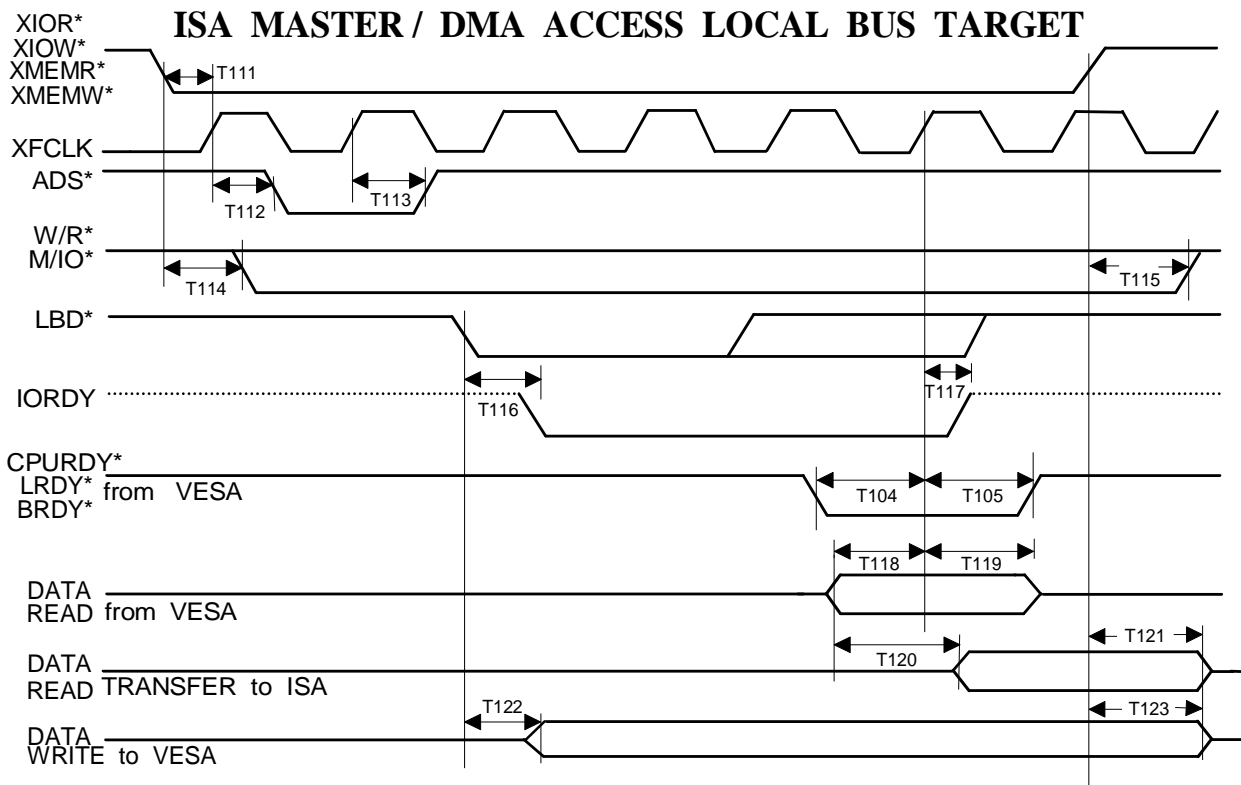 ISA MASTER / DMA ACCESS LOCAL BUS TARGET
XIOR*
XIOW*
XMEMR*
XMEMW*
T111
XFCLK
ADS*
T112
T113
W/R*
M/IO*
T114
T115
LBD*
T116
T117
IORDY
CPURDY*
LRDY* from VESA
BRDY*
T104
T105
T118
T119
DATA
READ from VESA
T120
T121
DATA
READ TRANSFER to ISA
T122
T123
DATA
WRITE to VESA